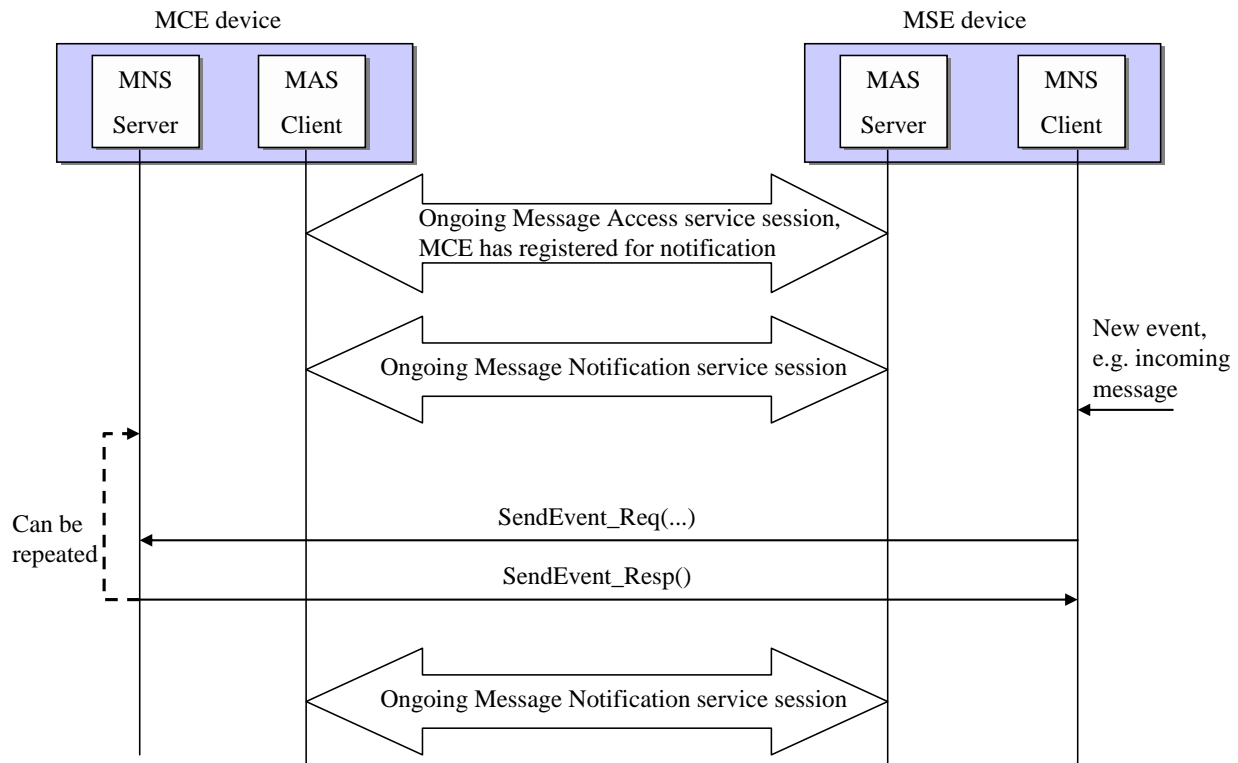 MCE device
MSE device
MNS
Server
MAS
Client
MAS
Server
MNS
Client
Ongoing Message Access service session,
MCE has registered for notification
New event,
e.g. incoming
message
Ongoing Message Notification service session
Can be
repeated
SendEvent_Req(...)
SendEvent_Resp()
Ongoing Message Notification service session